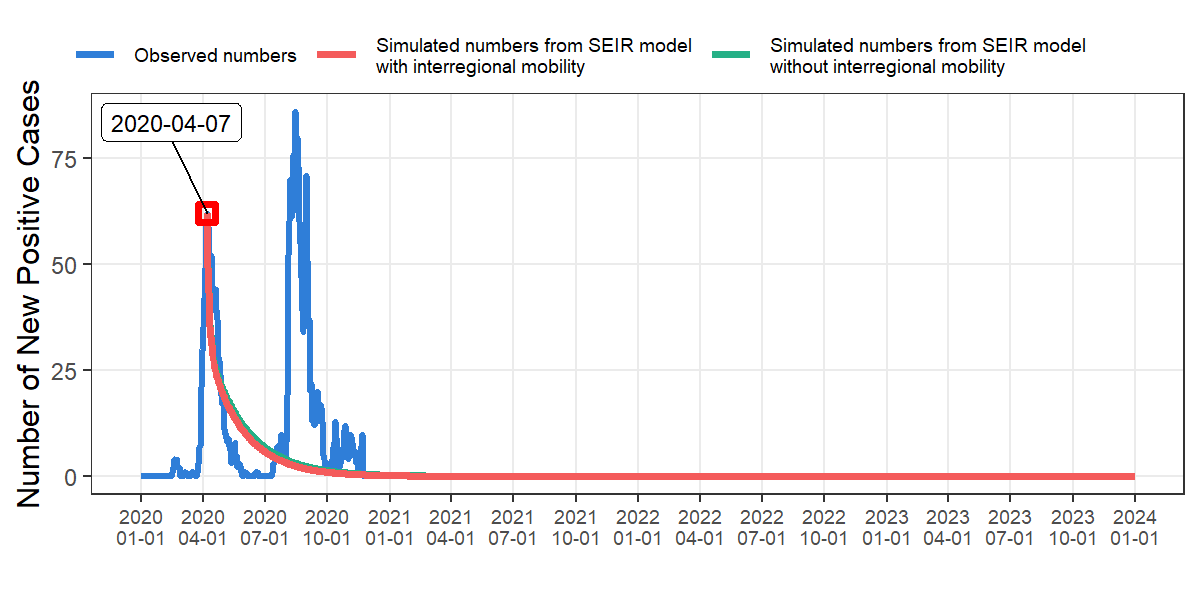 Observed numbers
Simulated numbers from SEIR model
with interregional mobility
Simulated numbers from SEIR model
without interregional mobility
Number of New Positive Cases
2020-04-07
75
50
25
0
2020 2020 2020 2020 2021 2021 2021 2021 2022 2022 2022 2022 2023 2023 2023 2023 2024
01-01 04-01 07-01 10-01 01-01 04-01 07-01 10-01 01-01 04-01 07-01 10-01 01-01 04-01 07-01 10-01 01-01